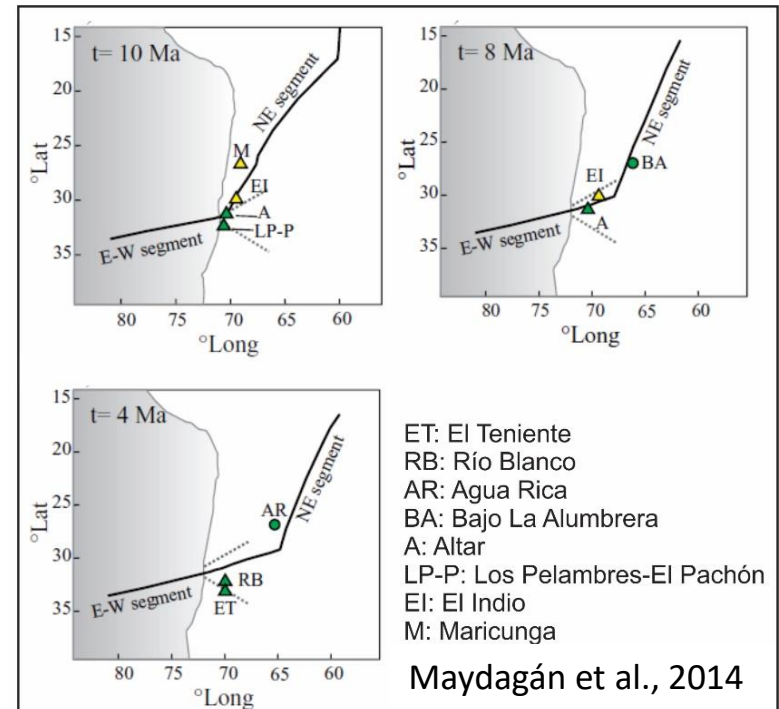 t= 10 Ma
15
20
25
30
35
°Lat
NE segment
M
EI
A
LP-P
E-W segment
80 75 70 65 60
°Long
t= 8 Ma
15
20
25
30
35
°Lat
NE segment
BA
EI
A
E-W segment
80 75 70 65 60
°Long
t= 4 Ma
15
20
25
30
35
°Lat
NE segment
AR
RB
ET
E-W segment
80 75 70 65 60
°Long
ET: El Teniente
RB: Río Blanco
AR: Agua Rica
BA: Bajo La Alumbrera
A: Altar
LP-P: Los Pelambres-El Pachón
EI: El Indio
M: Maricunga
Maydagán et al., 2014